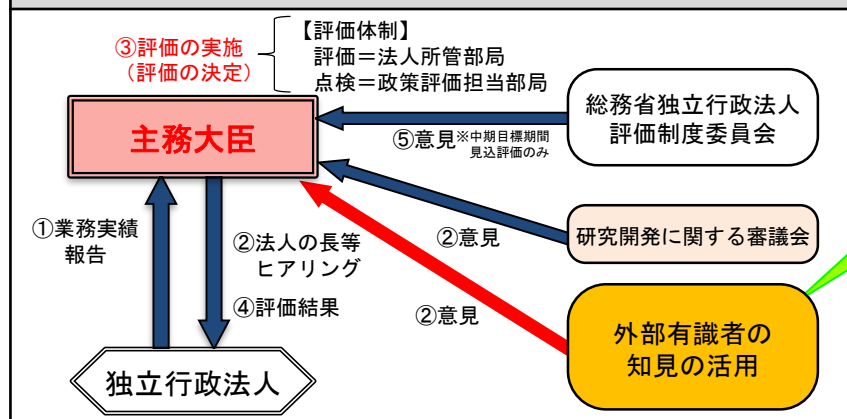 ③評価の実施
（評価の決定）
【評価体制】
評価＝法人所管部局
点検＝政策評価担当部局
主務大臣
総務省独立行政法人
評価制度委員会
⑤意見※中期目標期間
見込評価のみ
①業務実績
報告
②法人の長等
ヒアリング
④評価結果
②意見
研究開発に関する審議会
②意見
外部有識者の
知見の活用
独立行政法人